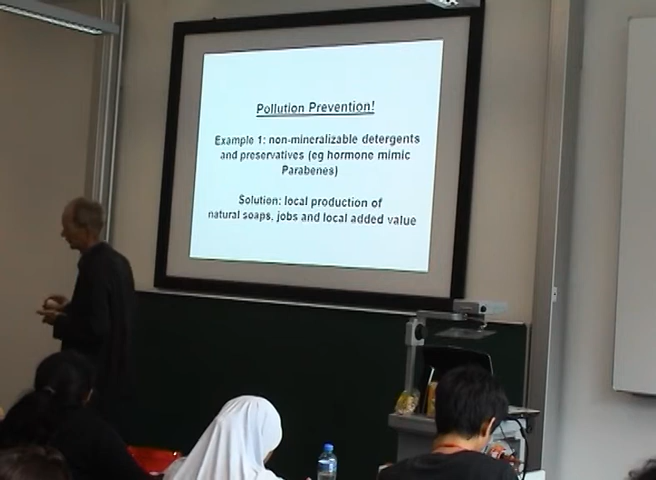 Pollution Prevention!
Example 1: non-mineralizable detergents
and preservatives (eg hormone mimic
Parabenes)
Solution: local production of
natural soaps, jobs and local added value